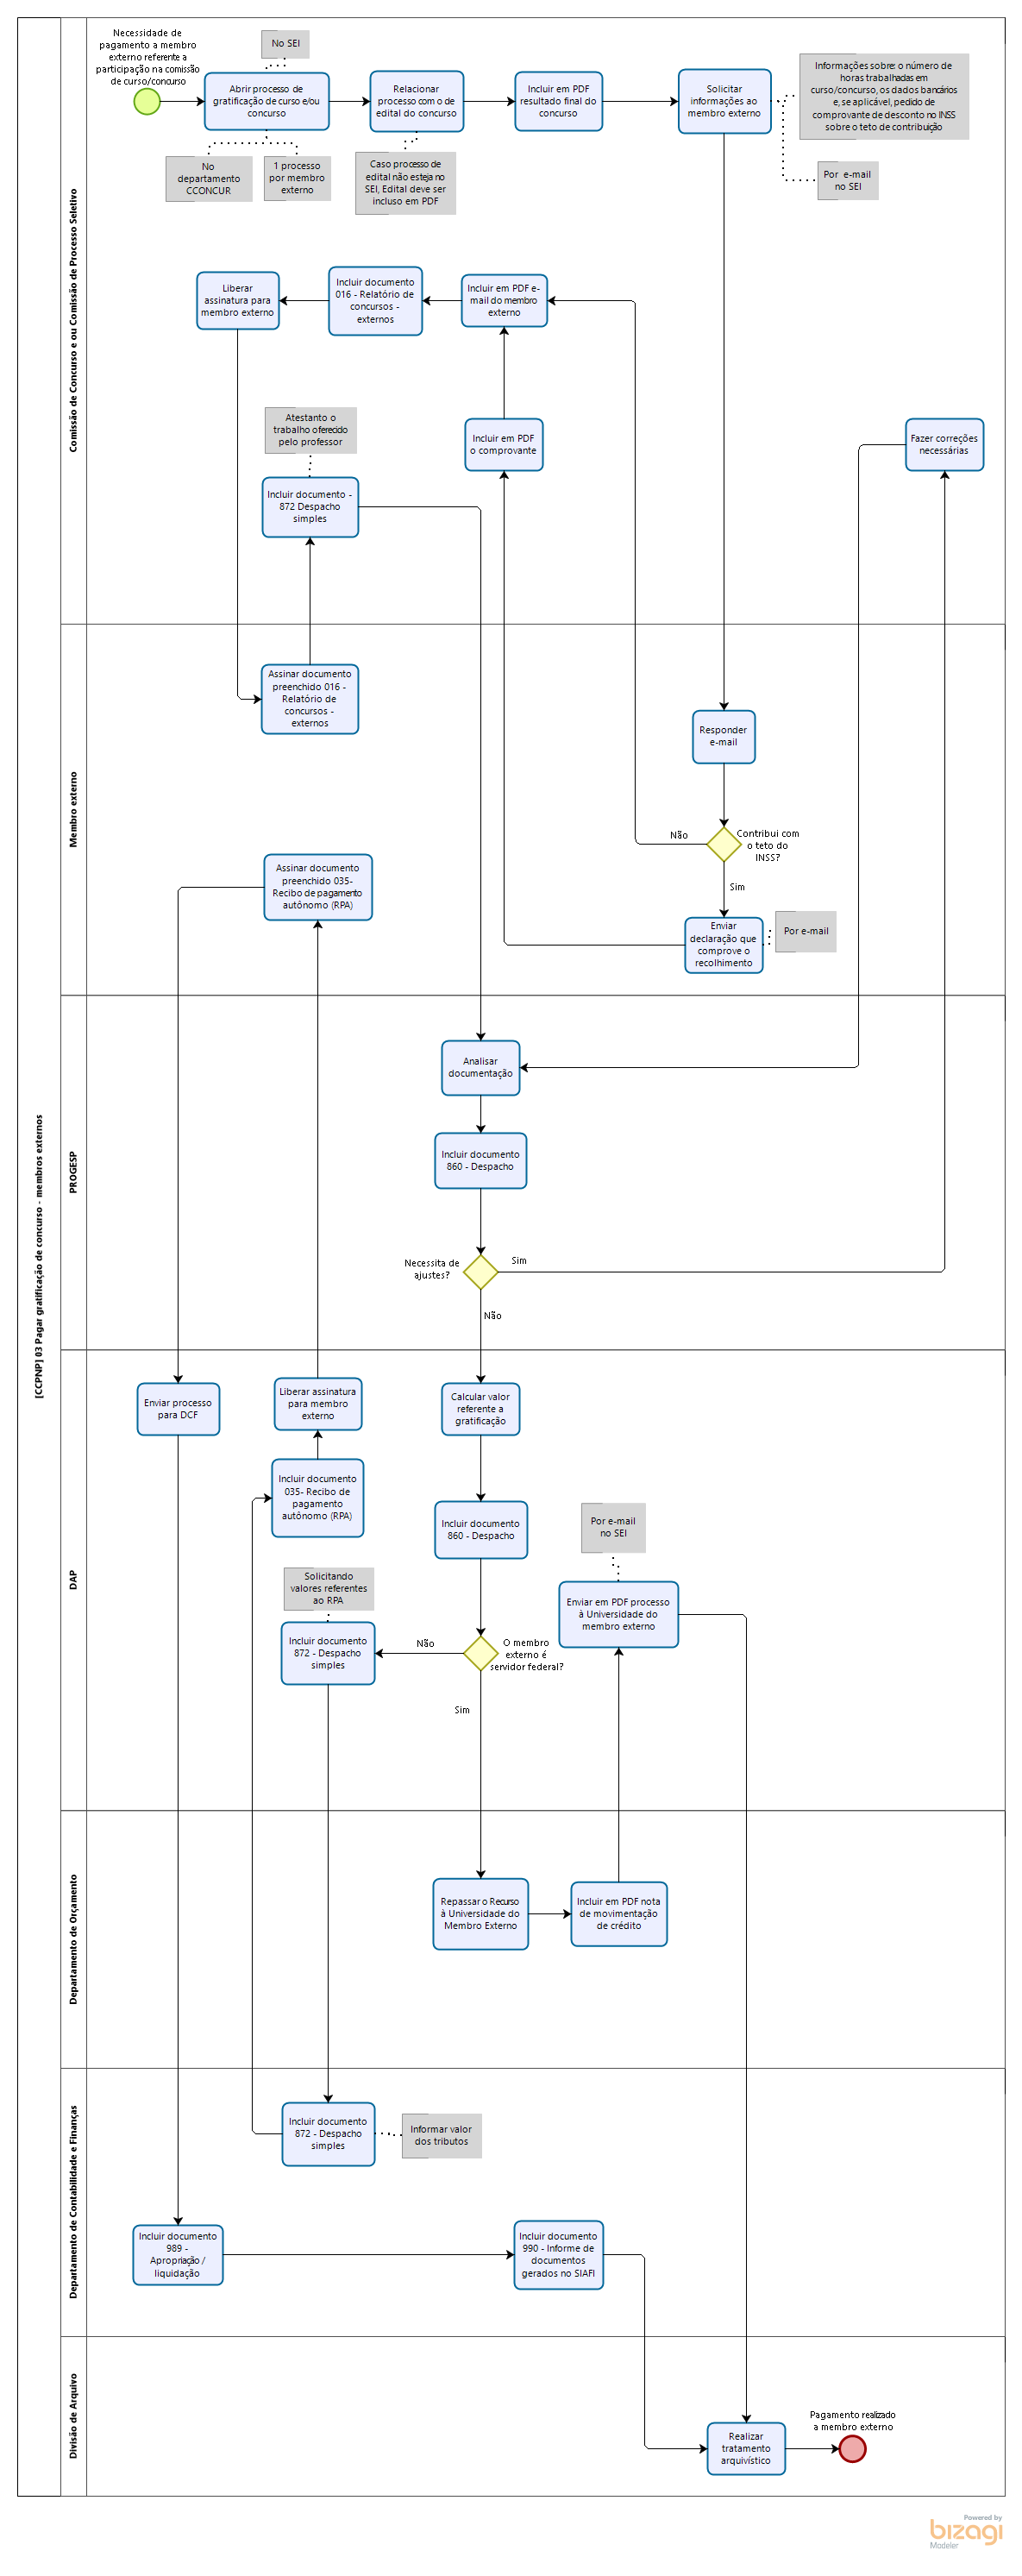 [CCPNP] 03 Pagar gratificação de concurso - membros externos
Comissão de Concurso e ou Comissão de Processo Seletivo
Necessidade de
pagamento a membro
externo referente a
participação na comissão
de curso/concurso
No SEI
Abrir processo de
gratificação de curso e/ou
concurso
No
departamento
CCONCUR
1 processo
por membro
externo
Relacionar
processo com o de
edital do concurso
Caso processo de
edital não esteja no
SEI, Edital deve ser
incluso em PDF
Incluir em PDF
resultado final do
concurso
Solicitar
informações ao
membro externo
Informações sobre: o número de
horas trabalhadas em
curso/concurso, os dados bancários
e, se aplicável, pedido de
comprovante de desconto no INSS
sobre o teto de contribuição
Por e-mail
no SEI
Liberar
assinatura para
membro externo
Incluir documento
016 - Relatório de
concursos -
externos
Incluir em PDF e-
mail do membro
externo
Atestanto o
trabalho oferecido
pelo professor
Incluir documento -
872 Despacho
simples
Incluir em PDF
o comprovante
Fazer correções
necessárias
Membro externo
Assinar documento
preenchido 016 -
Relatório de
concursos -
externos
Responder
e-mail
Contribui com
o teto do
INSS?
Não
Sim
Assinar documento
preenchido 035-
Recibo de pagamento
autônomo (RPA)
Enviar
declaração que
comprove o
recolhimento
Por e-mail
PROGESP
Analisar
documentação
Incluir documento
860 - Despacho
Necessita de
ajustes?
Sim
Não
DAP
Enviar processo
para DCF
Liberar assinatura
para membro
externo
Calcular valor
referente a
gratificação
Incluir documento
035- Recibo de
pagamento
autônomo (RPA)
Incluir documento
860 - Despacho
Por e-mail
no SEI
Solicitando
valores referentes
ao RPA
Enviar em PDF processo
à Universidade do
membro externo
Incluir documento
872 - Despacho
simples
Não
O membro
externo é
servidor federal?
Sim
Departamento de Orçamento
Repassar o Recurso
à Universidade do
Membro Externo
Incluir em PDF nota
de movimentação
de crédito
Departamento de Contabilidade e Finanças
Incluir documento
872 - Despacho
simples
Informar valor
dos tributos
Incluir documento
989 -
Apropriação /
liquidação
Incluir documento
990 - Informe de
documentos
gerados no SIAFI
Divisão de Arquivo
Realizar
tratamento
arquivístico
Pagamento realizado
a membro externo
Powered by
bizagi
Modeler